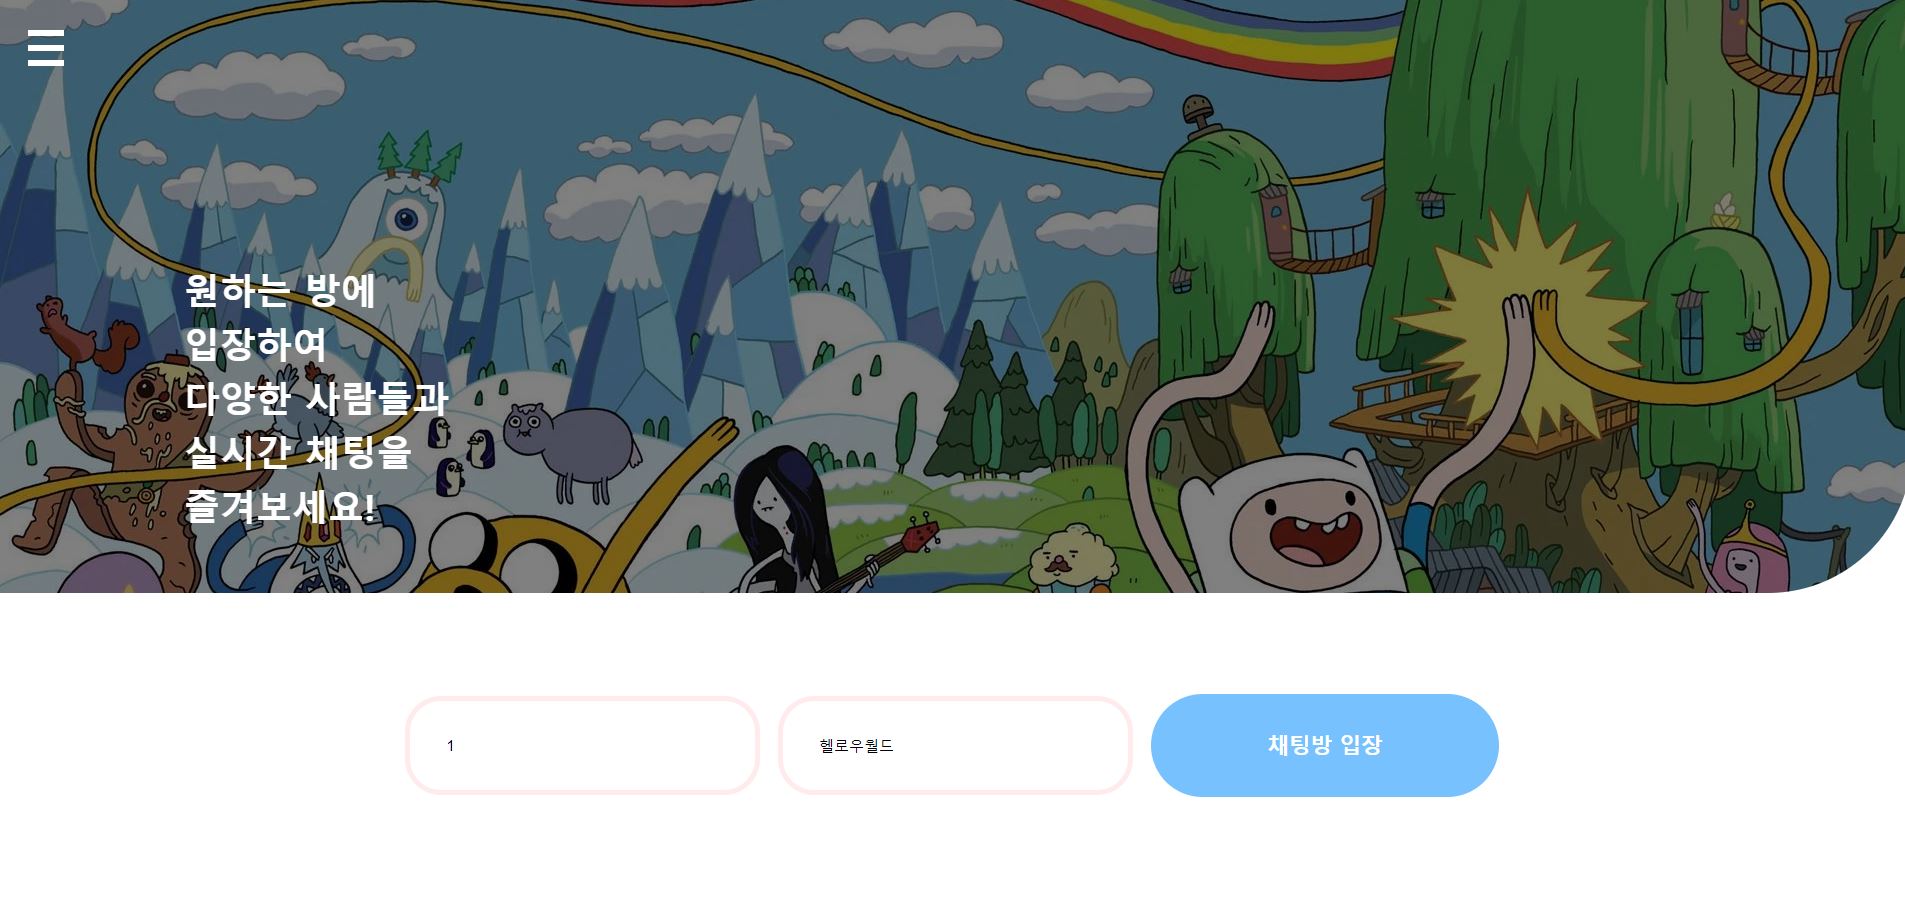 원하는 방에
입장하여
다양한 사람들과
실시간 채팅을
즐겨보세요!
1
헬로우월드
채팅방 입장